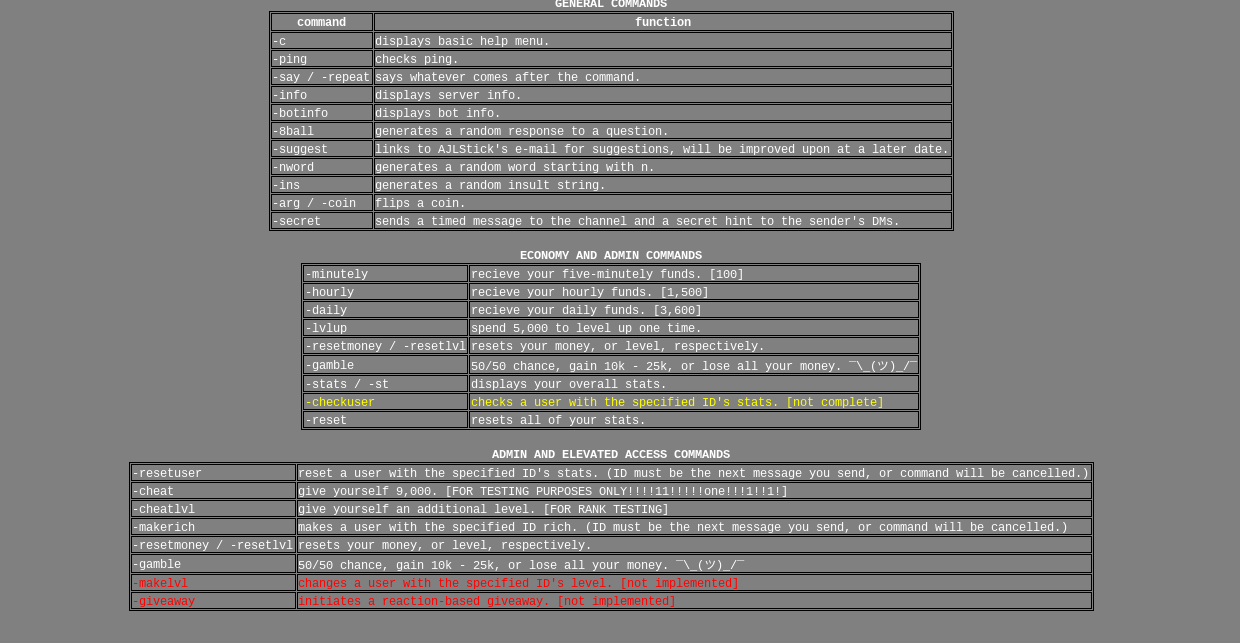 GENERAL COMMANDS
command function
-c displays basic help menu.
-ping checks ping.
-say / -repeat says whatever comes after the command.
-info displays server info.
-botinfo displays bot info.
-8ball generates a random response to a question.
-suggest links to AJLStick's e-mail for suggestions, will be improved upon at a later date.
-nword generates a random word starting with n.
-ins generates a random insult string.
-arg / -coin flips a coin.
-secret sends a timed message to the channel and a secret hint to the sender's DMs.
ECONOMY AND ADMIN COMMANDS
-minutely recieve your five-minutely funds. [100]
-hourly recieve your hourly funds. [1,500]
-daily recieve your daily funds. [3,600]
-lvlup spend 5,000 to level up one time.
-resetmoney / -resetlvl resets your money, or level, respectively.
-gamble 50/50 chance, gain 10k - 25k, or lose all your money. ¯\_(ツ)_/¯
-stats / -st displays your overall stats.
-checkuser checks a user with the specified ID's stats. [not complete]
-reset resets all of your stats.
ADMIN AND ELEVATED ACCESS COMMANDS
-resetuser reset a user with the specified ID's stats. (ID must be the next message you send, or command will be cancelled.)
-cheat give yourself 9,000. [FOR TESTING PURPOSES ONLY!!!!11!!!!!one!!!1!!1!]
-cheatlvl give yourself an additional level. [FOR RANK TESTING]
-makerich makes a user with the specified ID rich. (ID must be the next message you send, or command will be cancelled.)
-resetmoney / -resetlvl resets your money, or level, respectively.
-gamble 50/50 chance, gain 10k - 25k, or lose all your money. ¯\_(ツ)_/¯
-makelvl changes a user with the specified ID's level. [not implemented]
-giveaway initiates a reaction-based giveaway. [not implemented]